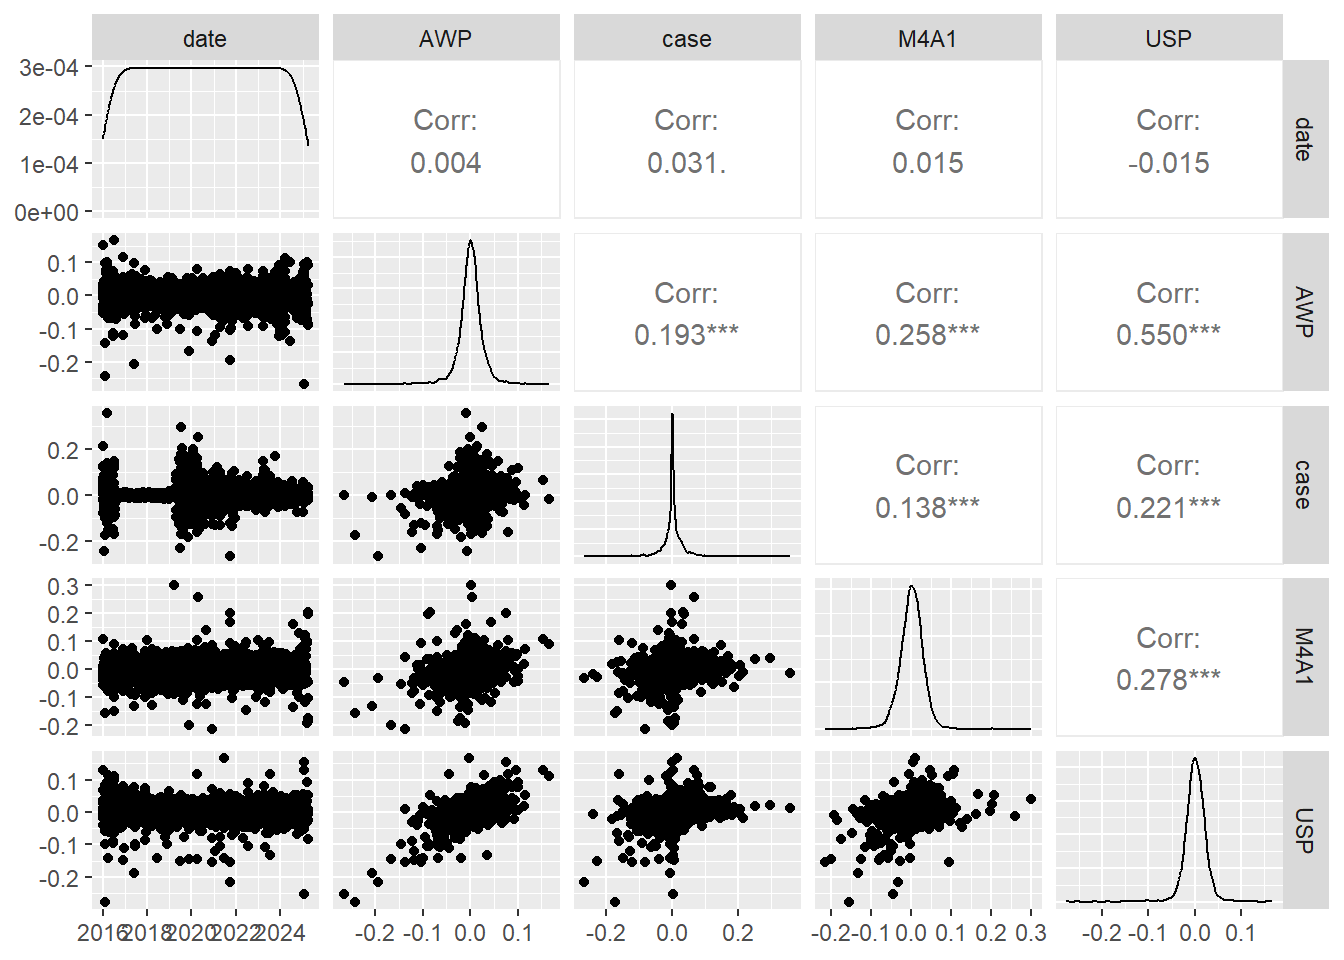 date AWP case M4A1 USP
3e-04
2e-04
1e-04
0e+00
Corr:
0.004
Corr:
0.031.
Corr:
0.015
Corr:
-0.015
date
0.1
0.0
-0.1
-0.2
Corr:
0.193***
Corr:
0.258***
Corr:
0.550***
AWP
0.2
0.0
-0.2
Corr:
0.138***
Corr:
0.221***
case
0.3
0.2
0.1
0.0
-0.1
-0.2
Corr:
0.278***
M4A1
0.1
0.0
-0.1
-0.2
USP
2016 2018 2020 2022 2024 -0.2 -0.1 0.0 0.1 -0.2 0.0 0.2 -0.2 -0.1 0.0 0.1 0.2 0.3 -0.2 -0.1 0.0 0.1